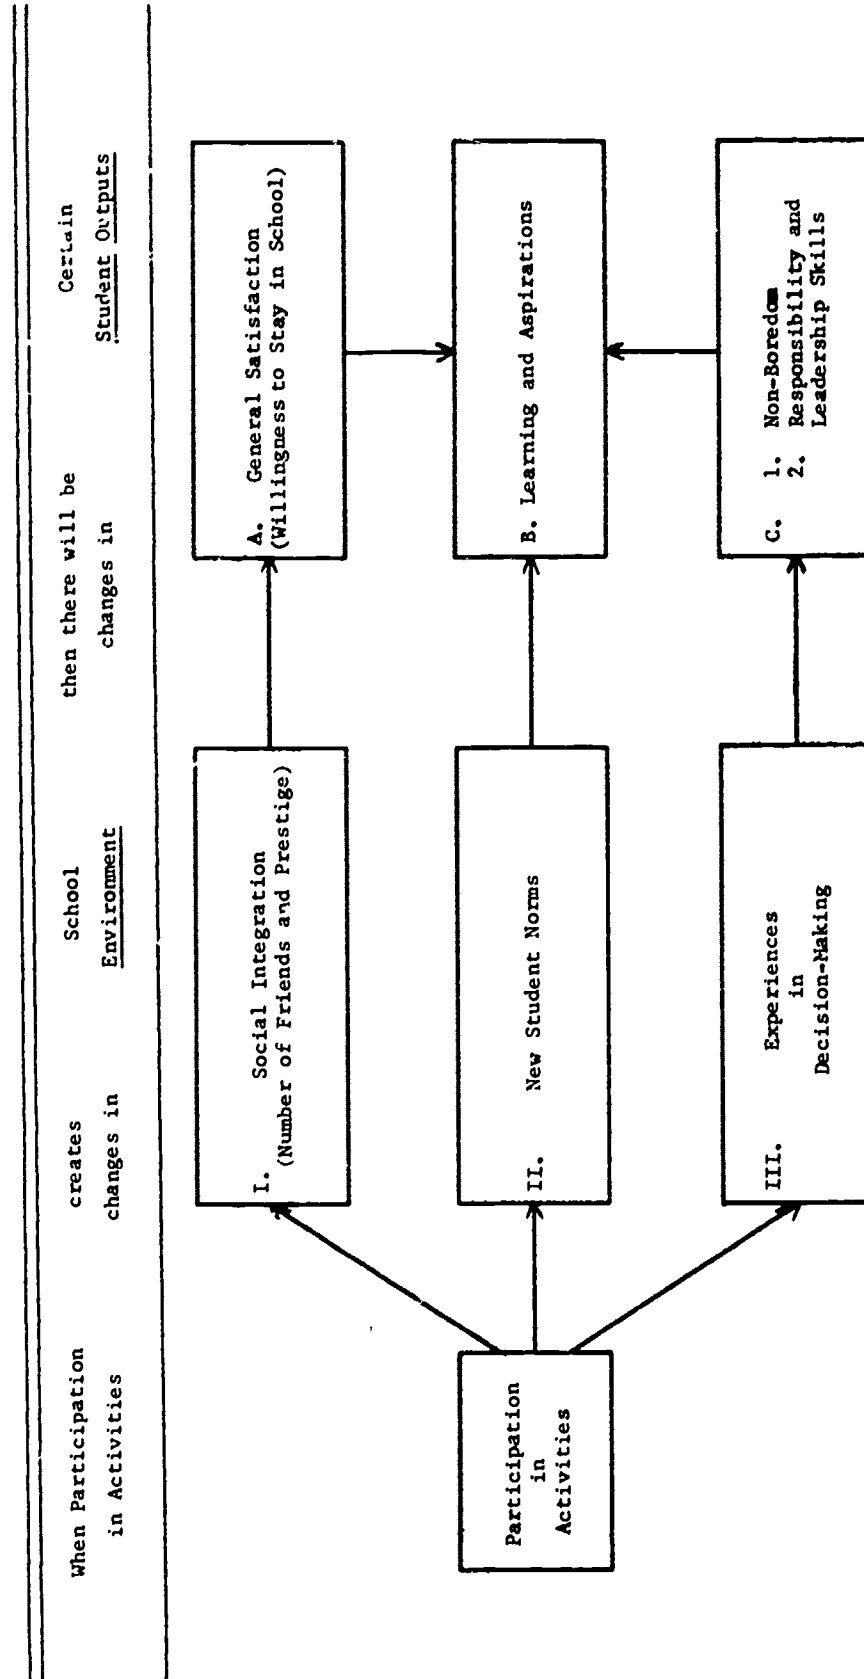 When Participation
in Activities
creates
changes in
School
Environment
then there will be
changes in
Certain
Student Outputs
Participation
in
Activities
I. Social Integration
(Number of Friends and Prestige)
II. New Student Norms
III. Experiences
in
Decision-Making
A. General Satisfaction
(Willingness to Stay in School)
B. Learning and Aspirations
C. 1. Non-Boredom
2. Responsibility and
Leadership Skills